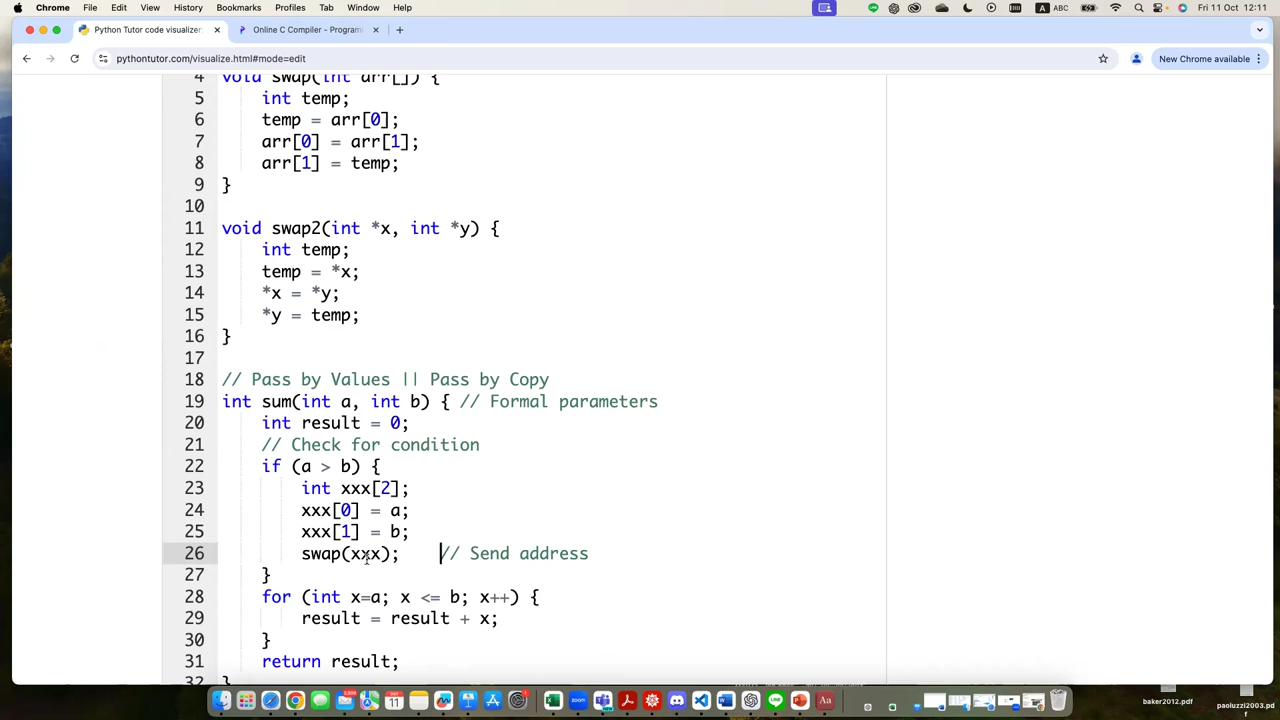 Chrome File Edit View History Bookmarks Profiles Tab Window Help Fri 11 Oct 12:11
Python Tutor code visualizer Online C Compiler - Program
pythontutor.com/visualize.html#mode=edit New Chrome available
4 void swap(int arr[]) {
5 int temp;
6 temp = arr[0];
7 arr[0] = arr[1];
8 arr[1] = temp;
9 }
10
11 void swap2(int *x, int *y) {
12 int temp;
13 temp = *x;
14 *x = *y;
15 *y = temp;
16 }
17
18 // Pass by Values || Pass by Copy
19 int sum(int a, int b) { // Formal parameters
20 int result = 0;
21 // Check for condition
22 if (a > b) {
23 int xxx[2];
24 xxx[0] = a;
25 xxx[1] = b;
26 swap(xxx); // Send address
27 }
28 for (int x=a; x <= b; x++) {
29 result = result + x;
30 }
31 return result;
32 }
baker2012.pdf
paoluzzi2003.pd
f